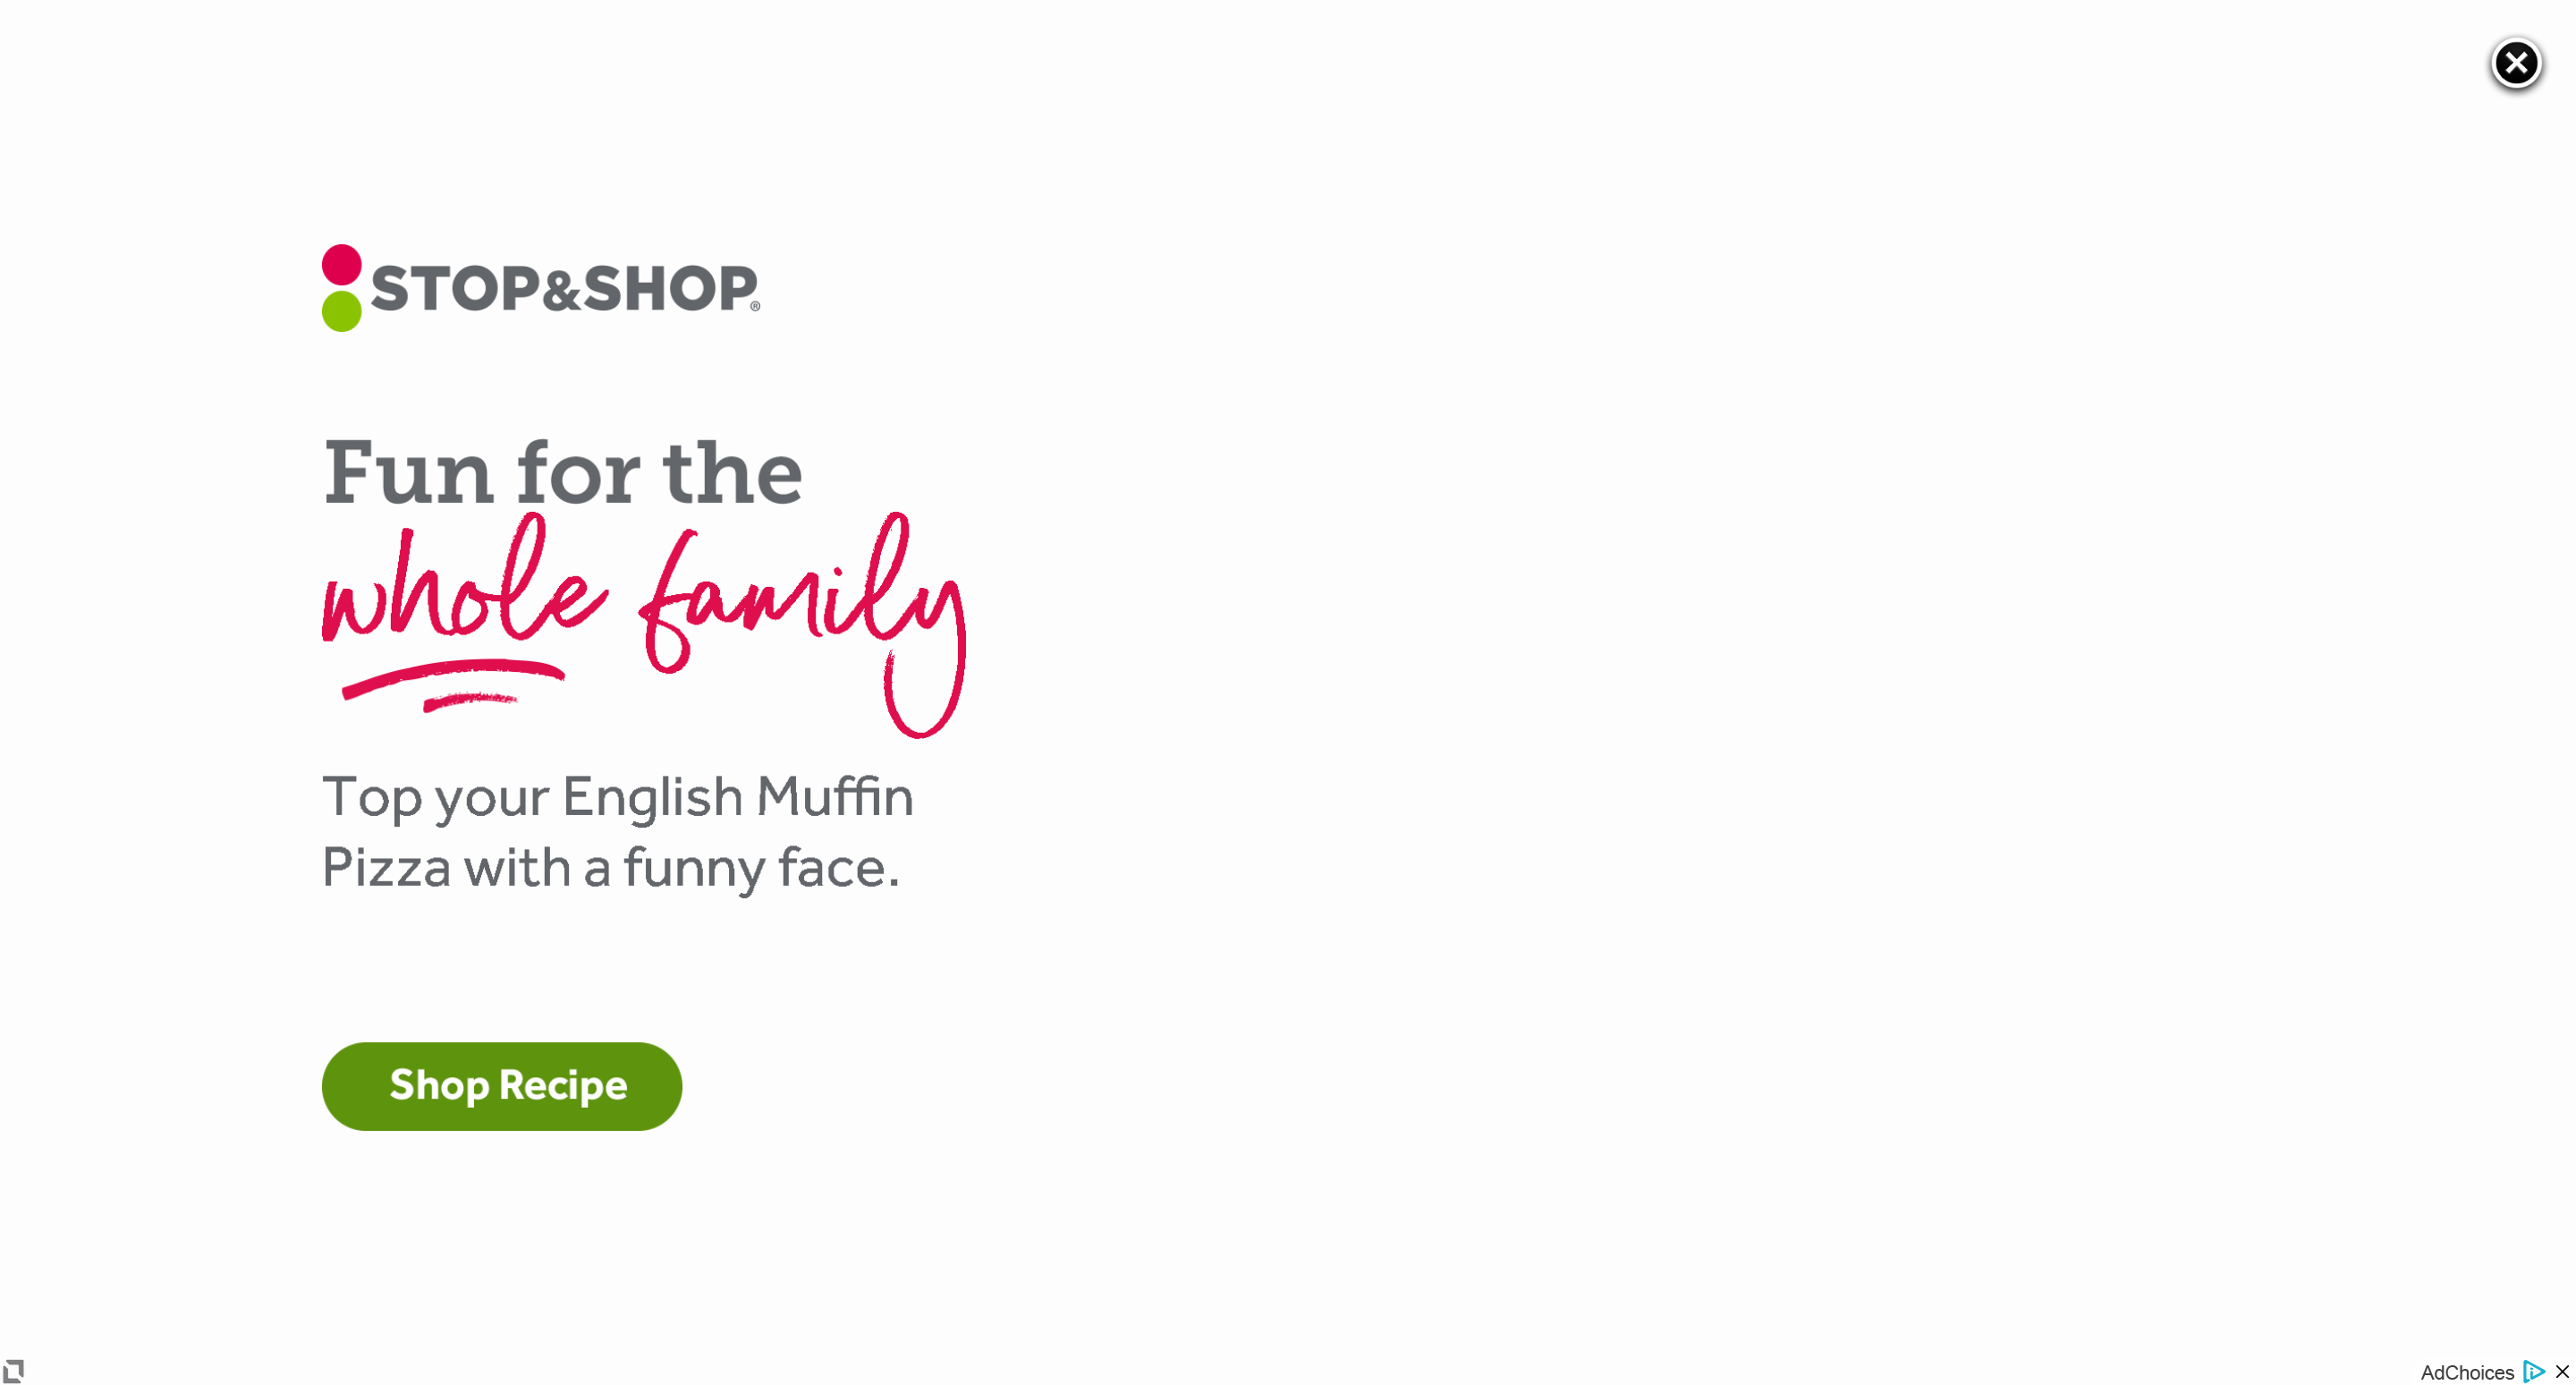 STOP&SHOP®
Fun for the
whole family
Top your English Muffin
Pizza with a funny face.
Shop Recipe
AdChoices